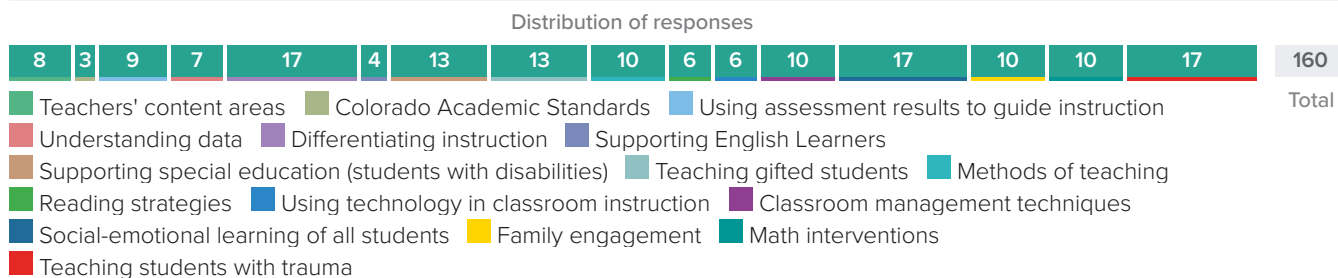 Distribution of responses
8 3 9 7 17 4 13 13 10 6 6 10 17 10 10 17 160
Total
Teachers' content areas Colorado Academic Standards Using assessment results to guide instruction
Understanding data Differentiating instruction Supporting English Learners
Supporting special education (students with disabilities) Teaching gifted students Methods of teaching
Reading strategies Using technology in classroom instruction Classroom management techniques
Social-emotional learning of all students Family engagement Math interventions
Teaching students with trauma